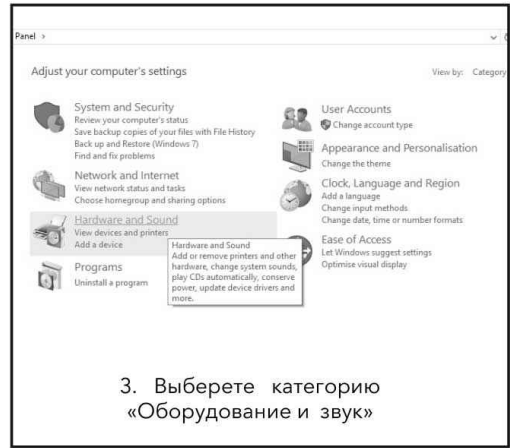 Panel >
Adjust your computer's settings
View by: Category
System and Security
Review your computer's status
Save backup copies of your files with File History
Back up and Restore (Windows 7)
Find and fix problems
Network and Internet
View network status and tasks
Choose homegroup and sharing options
Hardware and Sound
View devices and printers
Add a device
Hardware and Sound
Add or remove printers and other
hardware, change system sounds,
play CDs automatically, conserve
power, update device drivers and
more.
Programs
Uninstall a program
User Accounts
Change account type
Appearance and Personalisation
Change the theme
Clock, Language and Region
Add a language
Change input methods
Change date, time or number formats
Ease of Access
Let Windows suggest settings
Optimise visual display
3. Выберете категорию
«Оборудование и звук»